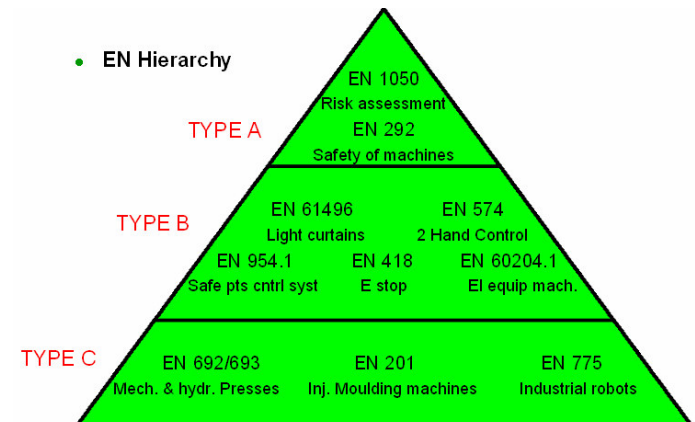 EN Hierarchy
EN 1050
Risk assessment
TYPE A
EN 292
Safety of machines
TYPE B
EN 61496 EN 574
Light curtains 2 Hand Control
EN 954.1 EN 418 EN 60204.1
Safe pts cntrl syst E stop El equip mach.
TYPE C
EN 692/693 EN 201 EN 775
Mech. & hydr. Presses Inj. Moulding machines Industrial robots